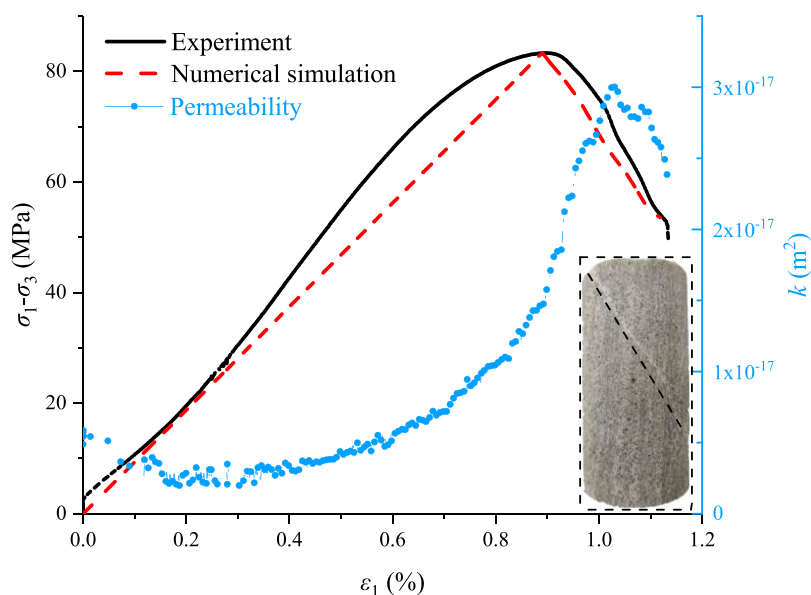 Experiment
Numerical simulation
Permeability
80
60
40
20
0
σ₁-σ₃ (MPa)
3x10⁻¹⁷
2x10⁻¹⁷
1x10⁻¹⁷
0
k (m²)
0.0 0.2 0.4 0.6 0.8 1.0 1.2
ε₁ (%)